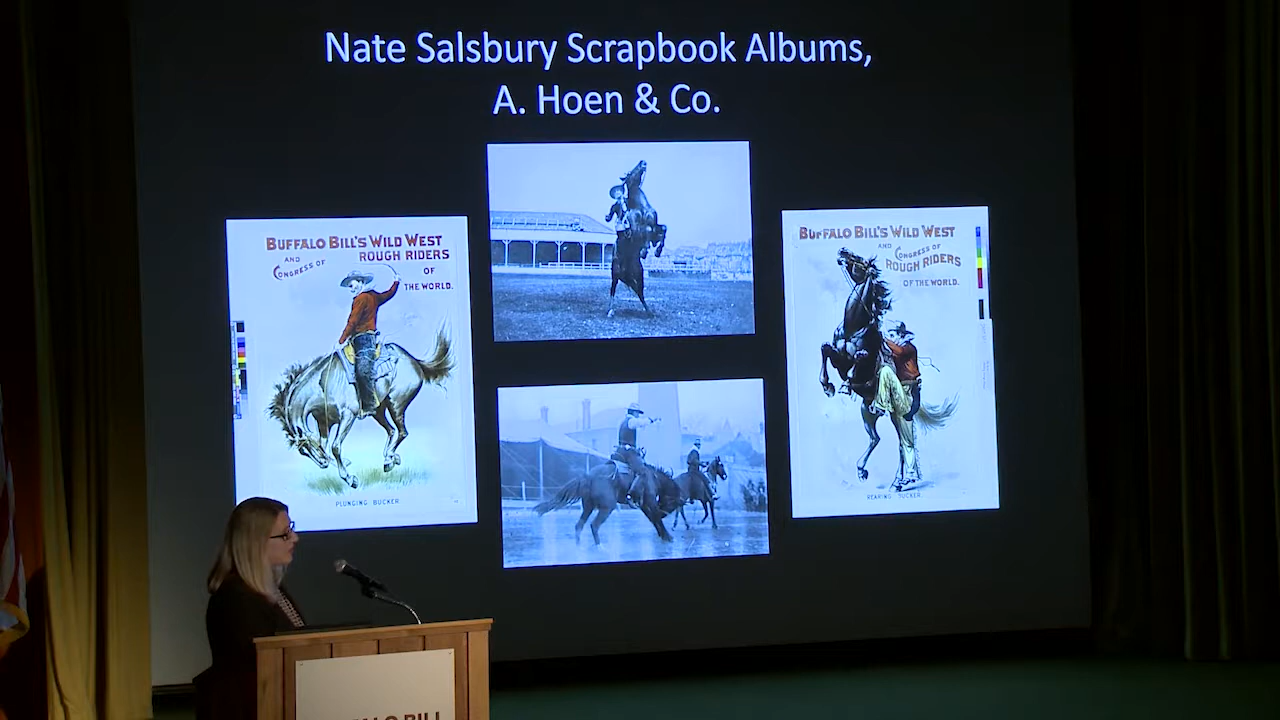 Nate Salsbury Scrapbook Albums,
A. Hoen & Co.
BUFFALO BILL'S WILD WEST
AND
CONGRESS OF
ROUGH RIDERS
OF
THE WORLD.
PLUNGING BUCKER.
BUFFALO BILL'S WILD WEST
AND
CONGRESS OF
ROUGH RIDERS
OF THE WORLD.
REARING BUCKER.
BILL